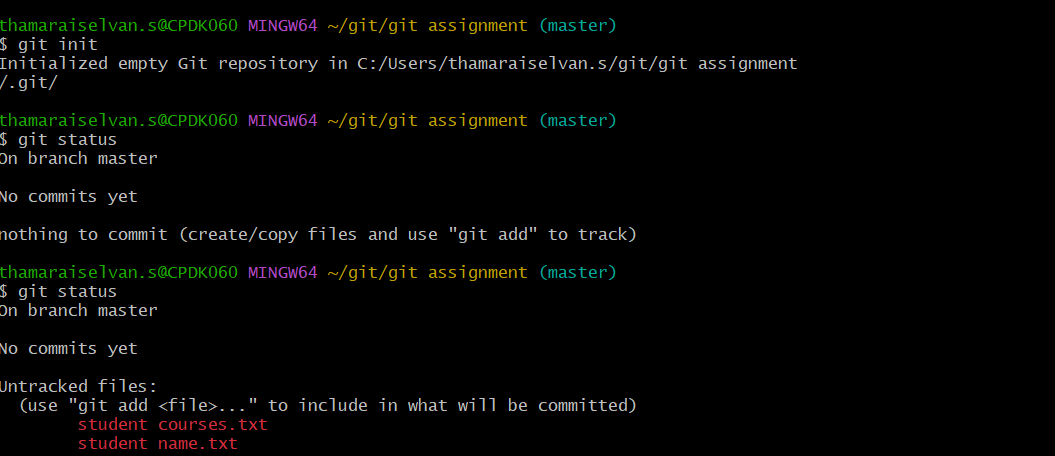 thamaraiselvan.s@CPDK060 MINGW64 ~/git/git assignment (master)
$ git init
Initialized empty Git repository in C:/Users/thamaraiselvan.s/git/git assignment
/.git/
thamaraiselvan.s@CPDK060 MINGW64 ~/git/git assignment (master)
$ git status
On branch master
No commits yet
nothing to commit (create/copy files and use "git add" to track)
thamaraiselvan.s@CPDK060 MINGW64 ~/git/git assignment (master)
$ git status
On branch master
No commits yet
Untracked files:
(use "git add <file>..." to include in what will be committed)
student courses.txt
student name.txt